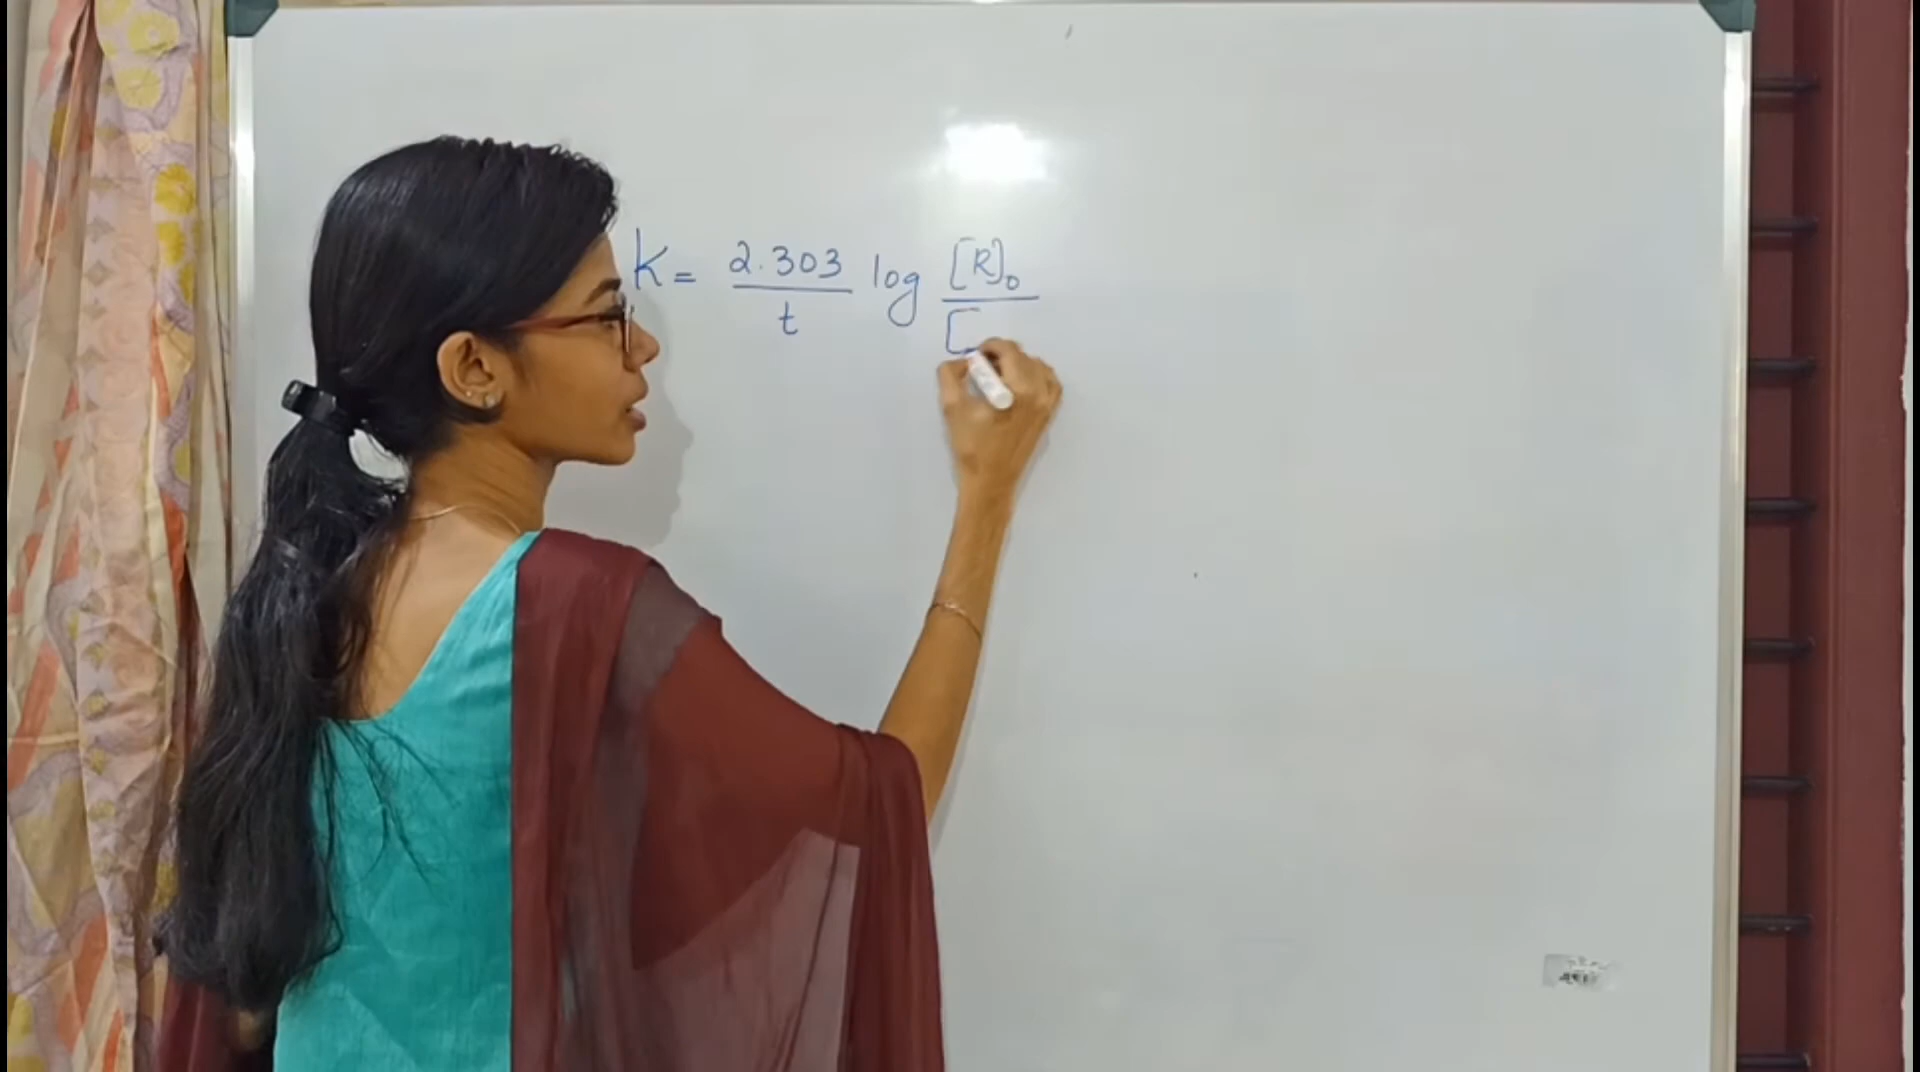 K = 2.303 / t log [R]₀ / [